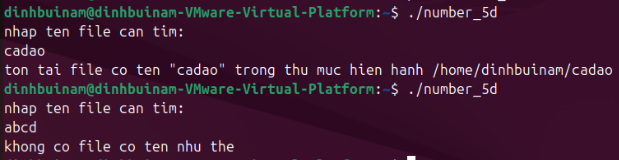 dinhbuinam@dinhbuinam-VMware-Virtual-Platform:~$ ./number_5d
nhap ten file can tim:
cadao
ton tai file co ten "cadao" trong thu muc hien hanh /home/dinhbuinam/cadao
dinhbuinam@dinhbuinam-VMware-Virtual-Platform:~$ ./number_5d
nhap ten file can tim:
abcd
khong co file co ten nhu the